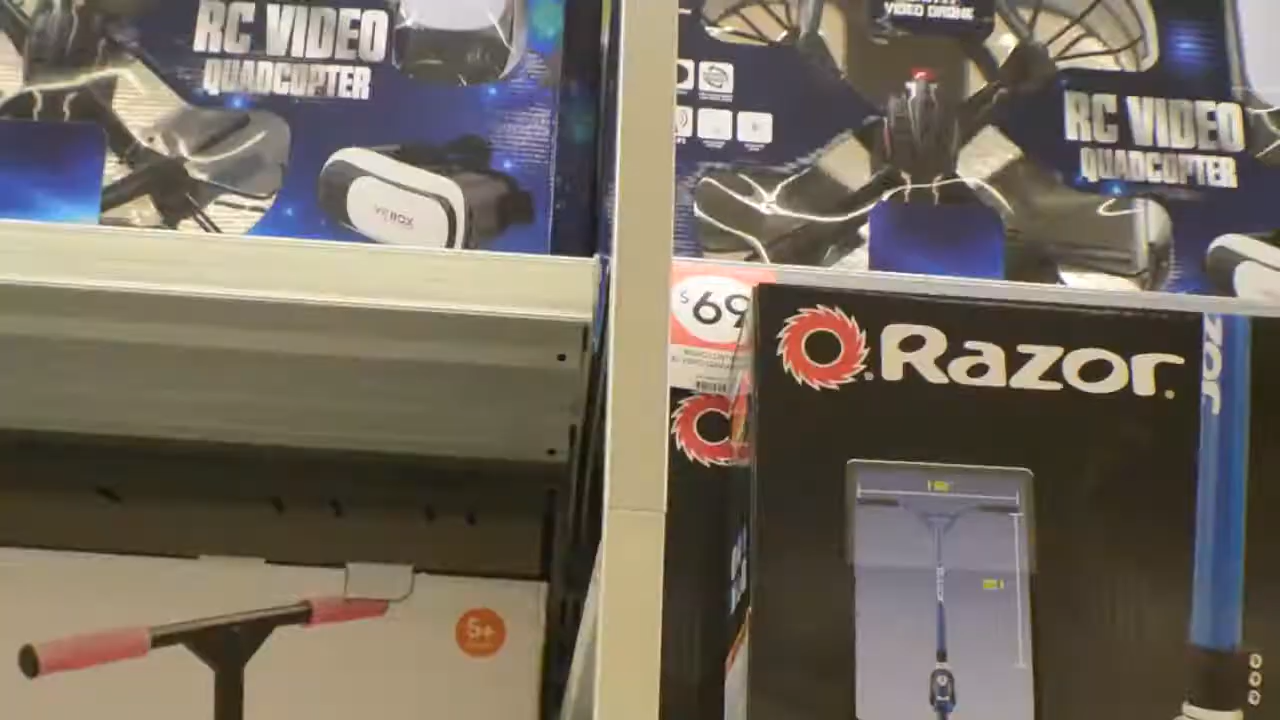 RC VIDEO
QUADCOPTER
VR BOX
VIDEO DRONE
RC VIDEO
QUADCOPTER
$69
Razor
5+